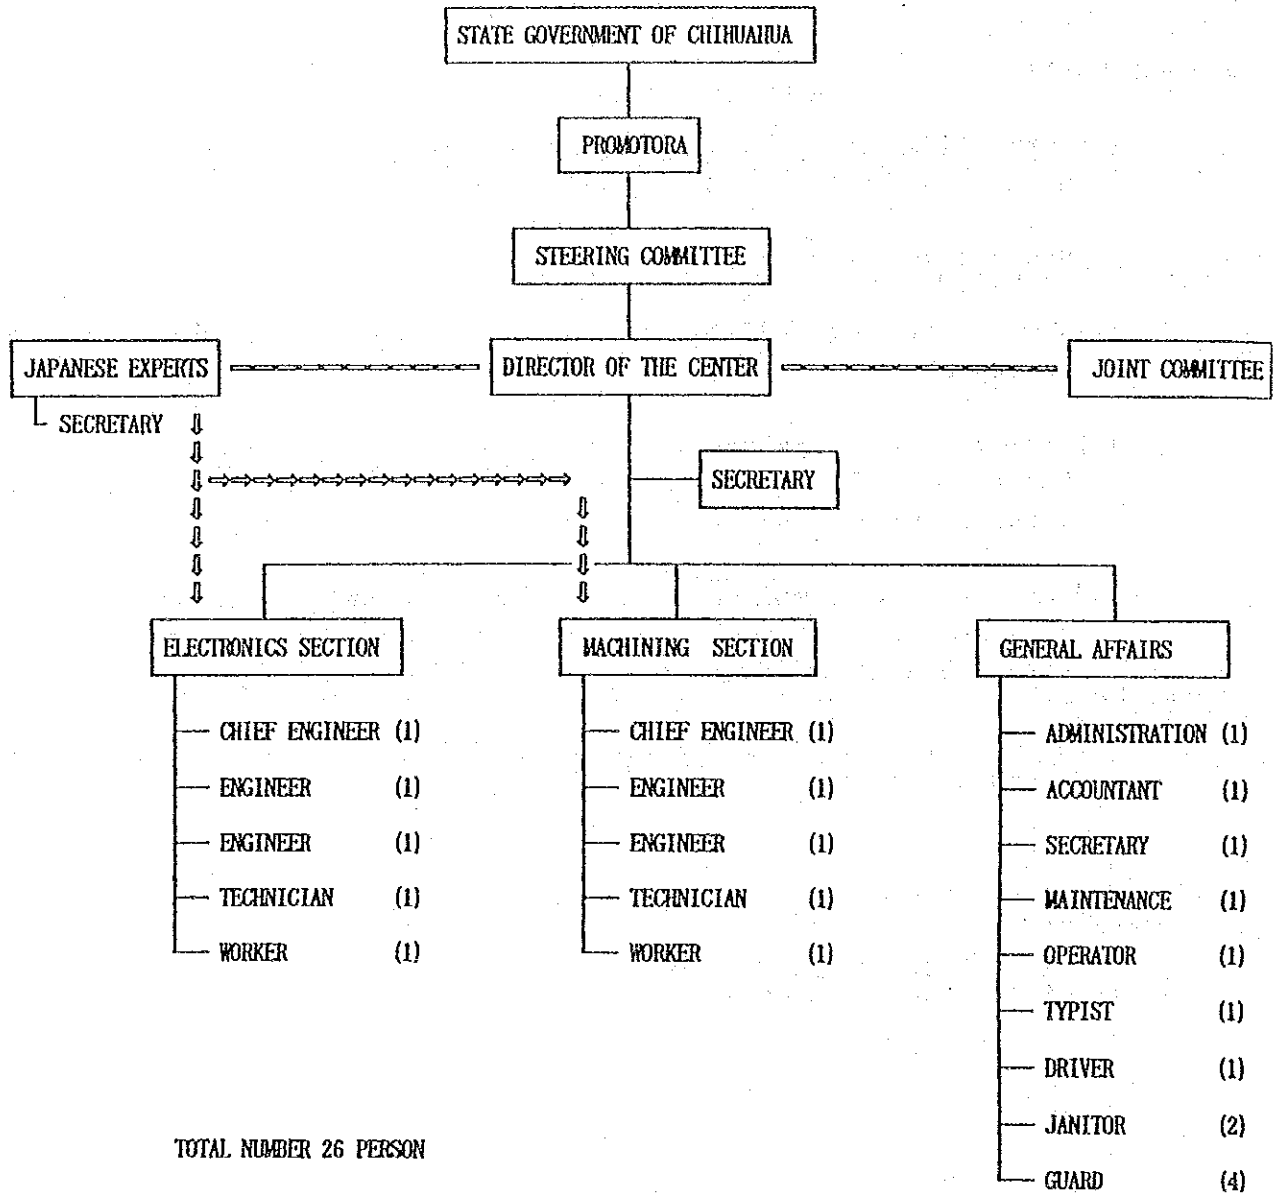 STATE GOVERNMENT OF CHIHUAHUA
PROMOTORA
STEERING COMMITTEE
JAPANESE EXPERTS
DIRECTOR OF THE CENTER
JOINT COMMITTEE
SECRETARY
SECRETARY
ELECTRONICS SECTION
MACHINING SECTION
GENERAL AFFAIRS
CHIEF ENGINEER (1)
ENGINEER (1)
ENGINEER (1)
TECHNICIAN (1)
WORKER (1)
CHIEF ENGINEER (1)
ENGINEER (1)
ENGINEER (1)
TECHNICIAN (1)
WORKER (1)
ADMINISTRATION (1)
ACCOUNTANT (1)
SECRETARY (1)
MAINTENANCE (1)
OPERATOR (1)
TYPIST (1)
DRIVER (1)
JANITOR (2)
GUARD (4)
TOTAL NUMBER 26 PERSON